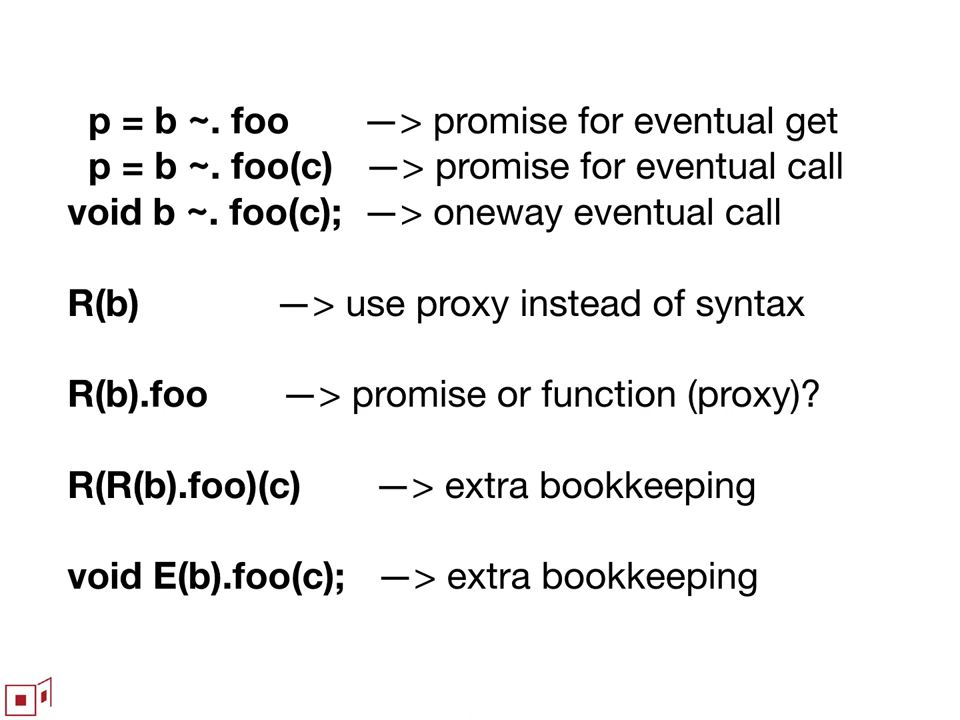 p = b ~. foo —> promise for eventual get
p = b ~. foo(c) —> promise for eventual call
void b ~. foo(c); —> oneway eventual call
R(b) —> use proxy instead of syntax
R(b).foo —> promise or function (proxy)?
R(R(b).foo)(c) —> extra bookkeeping
void E(b).foo(c); —> extra bookkeeping